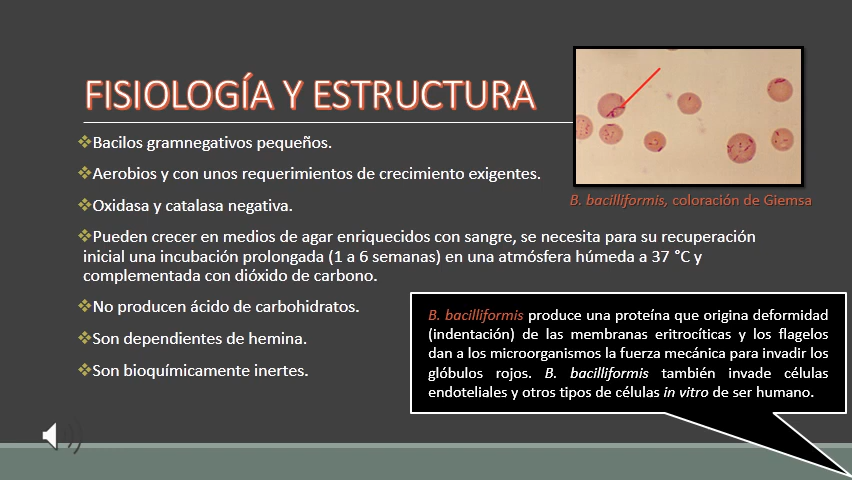 FISIOLOGÍA Y ESTRUCTURA
Bacilos gramnegativos pequeños.
Aerobios y con unos requerimientos de crecimiento exigentes.
Oxidasa y catalasa negativa.
B. bacilliformis, coloración de Giemsa
Pueden crecer en medios de agar enriquecidos con sangre, se necesita para su recuperación
inicial una incubación prolongada (1 a 6 semanas) en una atmósfera húmeda a 37 °C y
complementada con dióxido de carbono.
No producen ácido de carbohidratos.
Son dependientes de hemina.
Son bioquímicamente inertes.
B. bacilliformis produce una proteína que origina deformidad
(indentación) de las membranas eritrocíticas y los flagelos
dan a los microorganismos la fuerza mecánica para invadir los
glóbulos rojos. B. bacilliformis también invade células
endoteliales y otros tipos de células in vitro de ser humano.